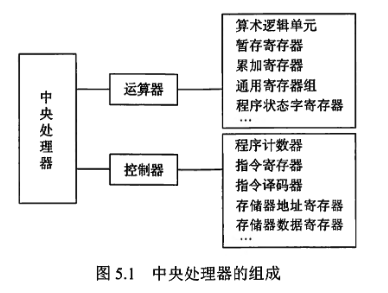 中央处理器
运算器
算术逻辑单元
暂存寄存器
累加寄存器
通用寄存器组
程序状态字寄存器
…
控制器
程序计数器
指令寄存器
指令译码器
存储器地址寄存器
存储器数据寄存器
…
图 5.1 中央处理器的组成